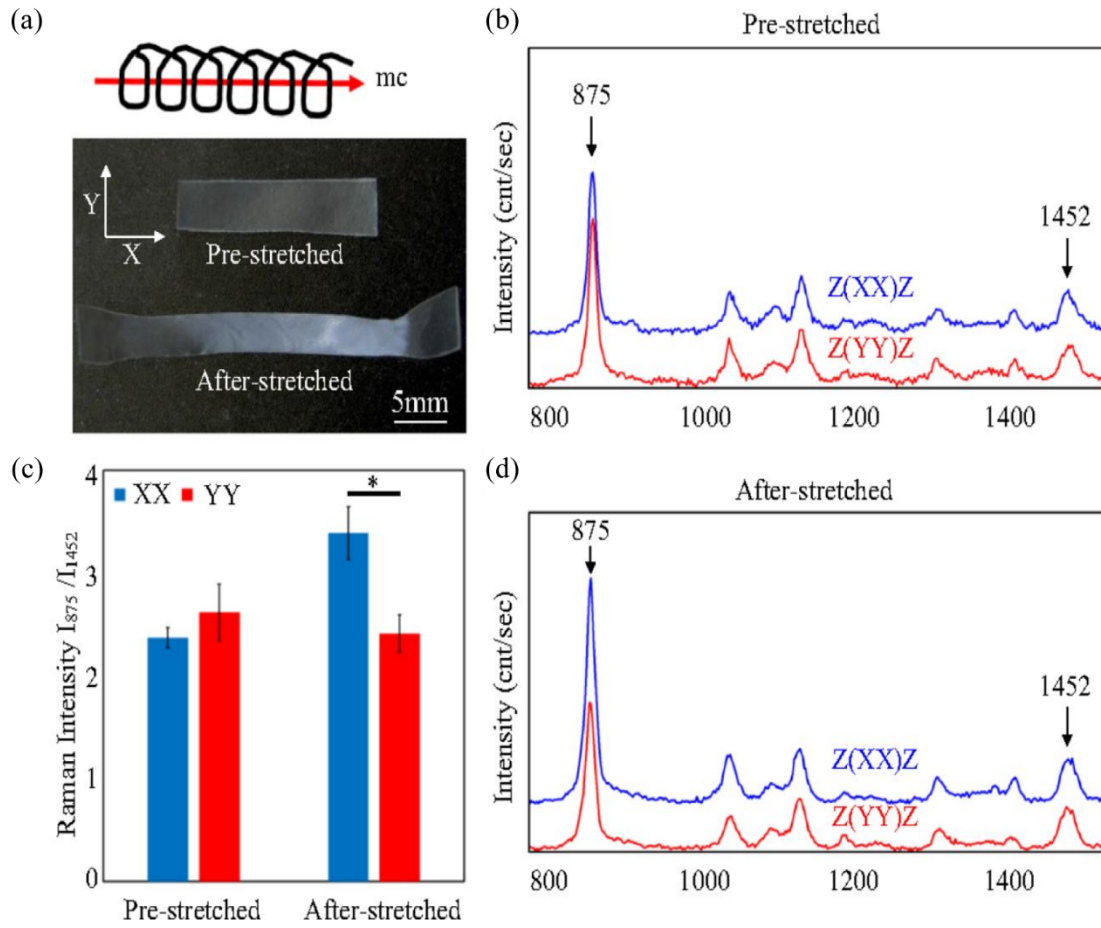 (a)
mc
Y
X
Pre-stretched
After-stretched
5mm
(b)
Pre-stretched
Intensity (cnt/sec)
875
1452
Z(XX)Z
Z(YY)Z
800 1000 1200 1400
(c)
Raman Intensity I₈₇₅ /I₁₄₅₂
4
3
2
1
0
XX YY
*
Pre-stretched After-stretched
(d)
After-stretched
Intensity (cnt/sec)
875
1452
Z(XX)Z
Z(YY)Z
800 1000 1200 1400